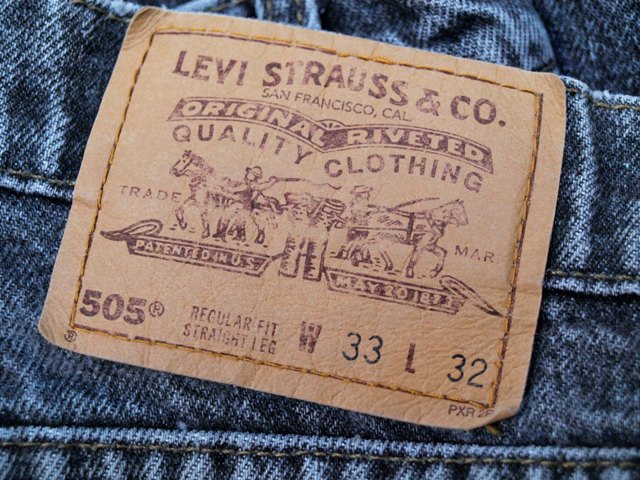 LEVI STRAUSS & CO.
SAN FRANCISCO, CAL.
ORIGINAL RIVETED
QUALITY CLOTHING
TRADE MAR
PATENTED IN U.S. MAY 20 1873
505®
REGULAR FIT
STRAIGHT LEG
W 33 L 32
®